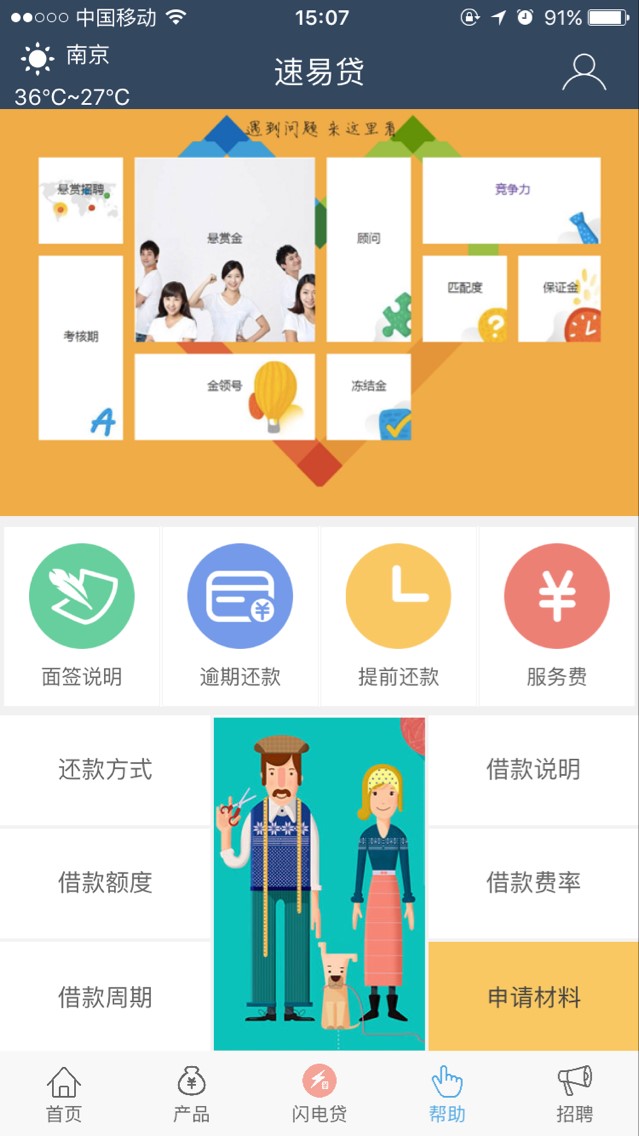 中国移动 15:07 91%
南京
36℃~27℃
速易贷
遇到问题 来这里看
悬赏招聘
悬赏金
顾问
竞争力
考核期
匹配度
保证金
金领号
冻结金
面签说明 逾期还款 提前还款 服务费
还款方式 借款说明
借款额度 借款费率
借款周期 申请材料
首页 产品 闪电贷 帮助 招聘